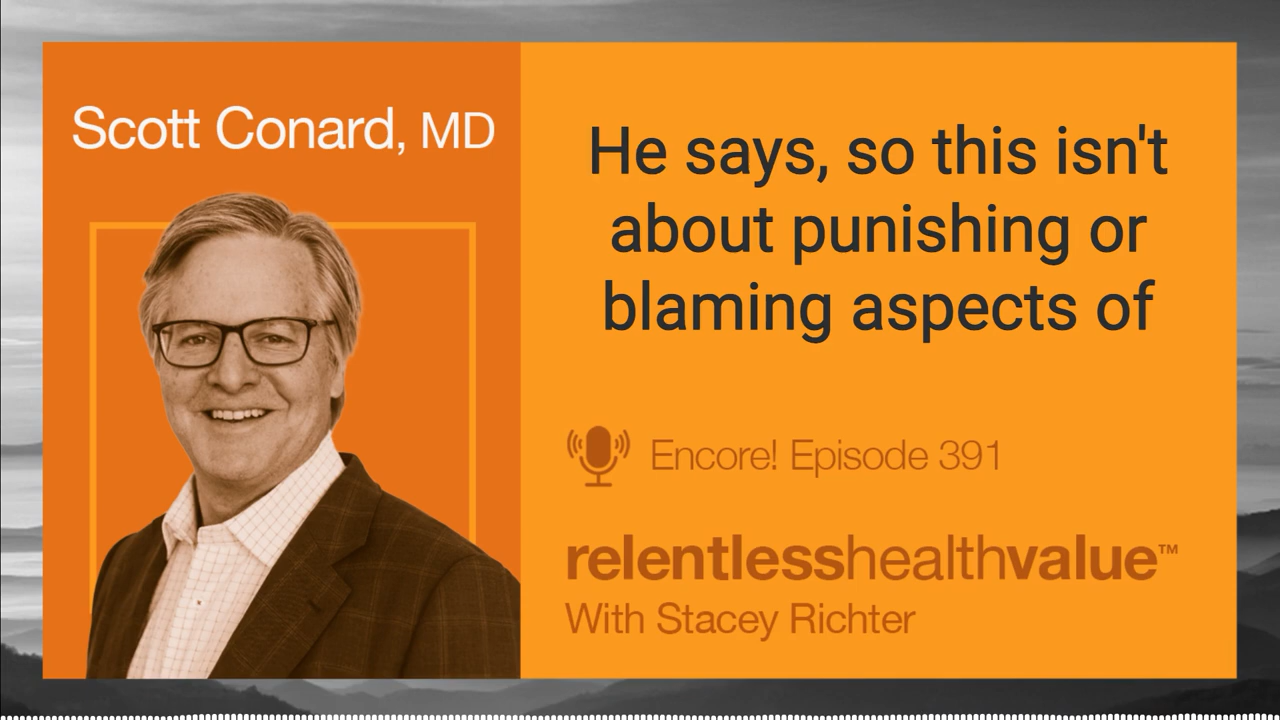 Scott Conard, MD
He says, so this isn't
about punishing or
blaming aspects of
Encore! Episode 391
relentlesshealthvalue™
With Stacey Richter